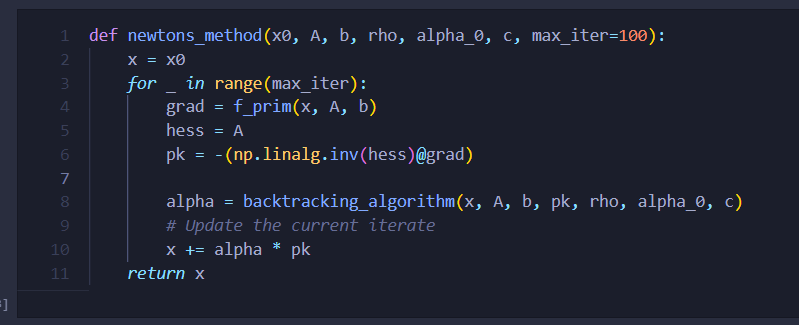 1 def newtons_method(x0, A, b, rho, alpha_0, c, max_iter=100):
2 x = x0
3 for _ in range(max_iter):
4 grad = f_prim(x, A, b)
5 hess = A
6 pk = -(np.linalg.inv(hess)@grad)
7
8 alpha = backtracking_algorithm(x, A, b, pk, rho, alpha_0, c)
9 # Update the current iterate
10 x += alpha * pk
11 return x
]